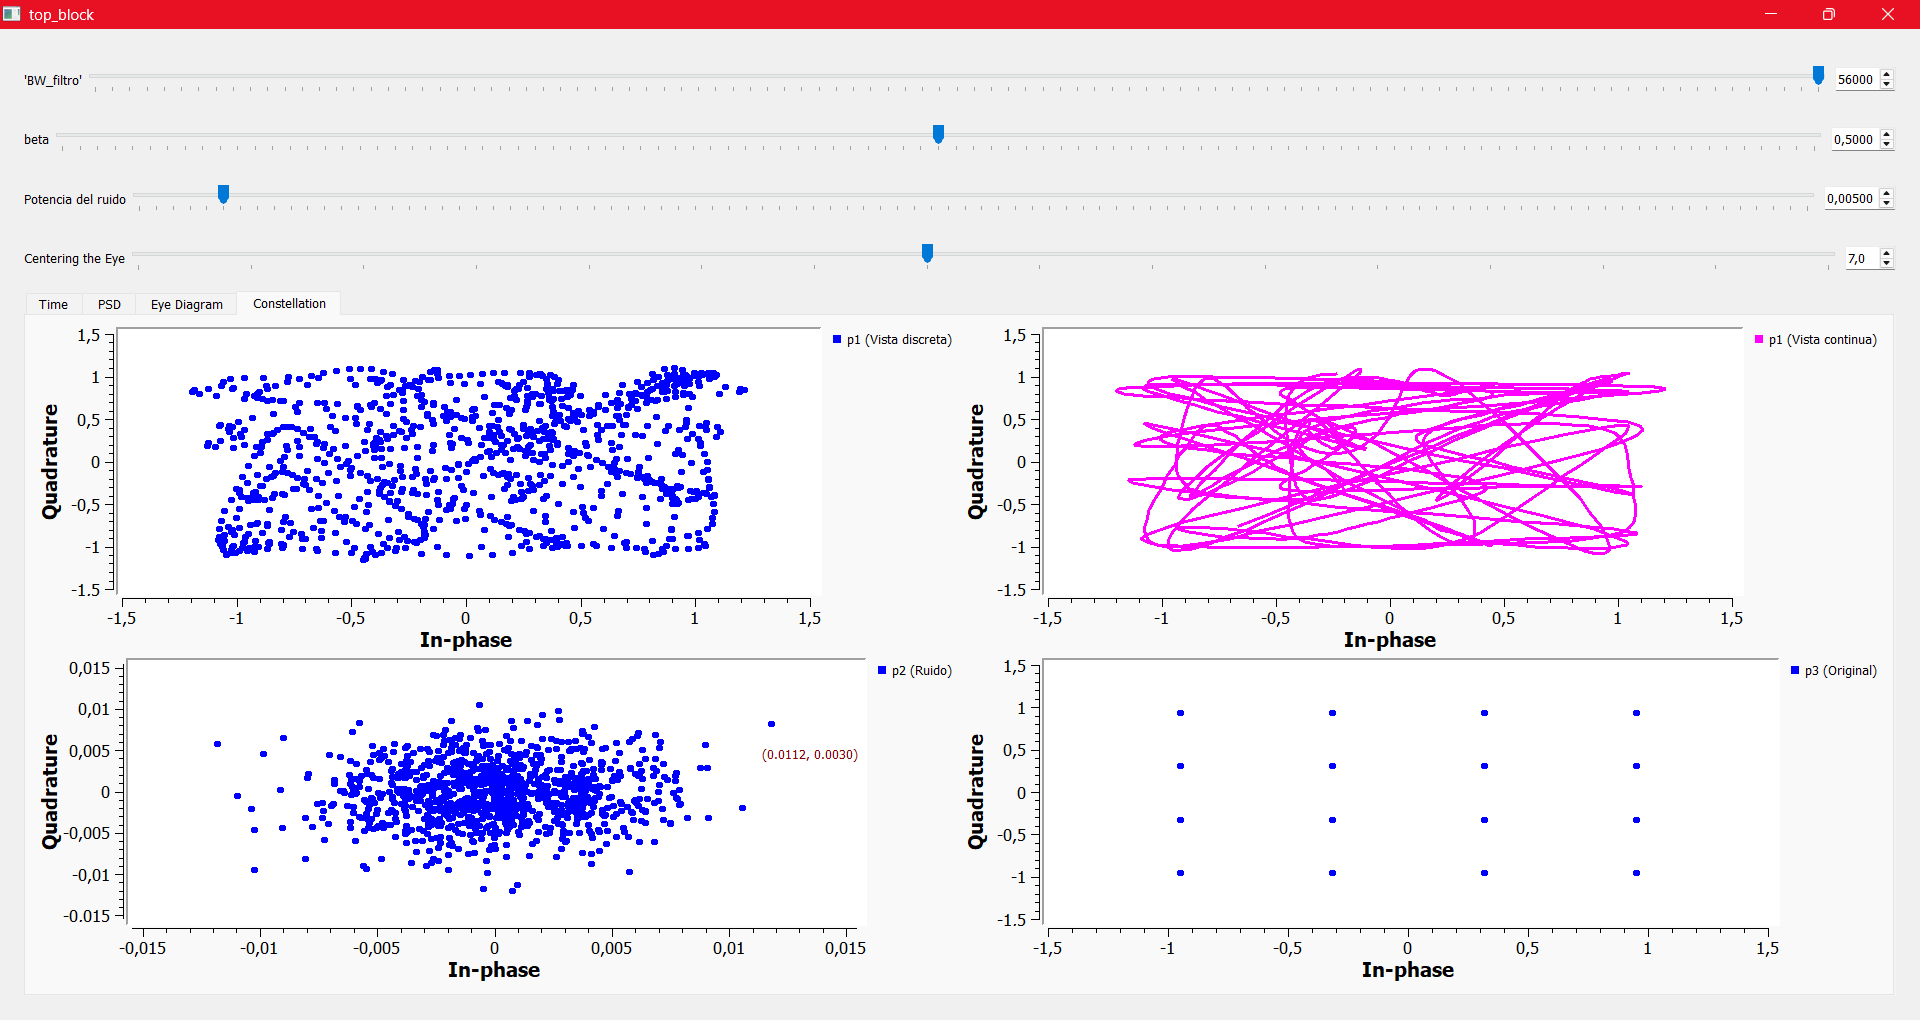 top_block
'BW_filtro'
56000
beta
0,5000
Potencia del ruido
0,00500
Centering the Eye
7,0
Time PSD Eye Diagram Constellation
1,5
1
0,5
0
-0,5
-1
-1.5
Quadrature
-1,5 -1 -0,5 0 0,5 1 1,5
In-phase
p1 (Vista discreta)
1,5
1
0,5
0
-0,5
-1
-1.5
Quadrature
-1,5 -1 -0,5 0 0,5 1 1,5
In-phase
p1 (Vista continua)
0,015
0,01
0,005
0
-0,005
-0,01
-0.015
Quadrature
-0,015 -0,01 -0,005 0 0,005 0,01 0,015
In-phase
p2 (Ruido)
(0.0112, 0.0030)
1,5
1
0,5
0
-0,5
-1
-1.5
Quadrature
-1,5 -1 -0,5 0 0,5 1 1,5
In-phase
p3 (Original)